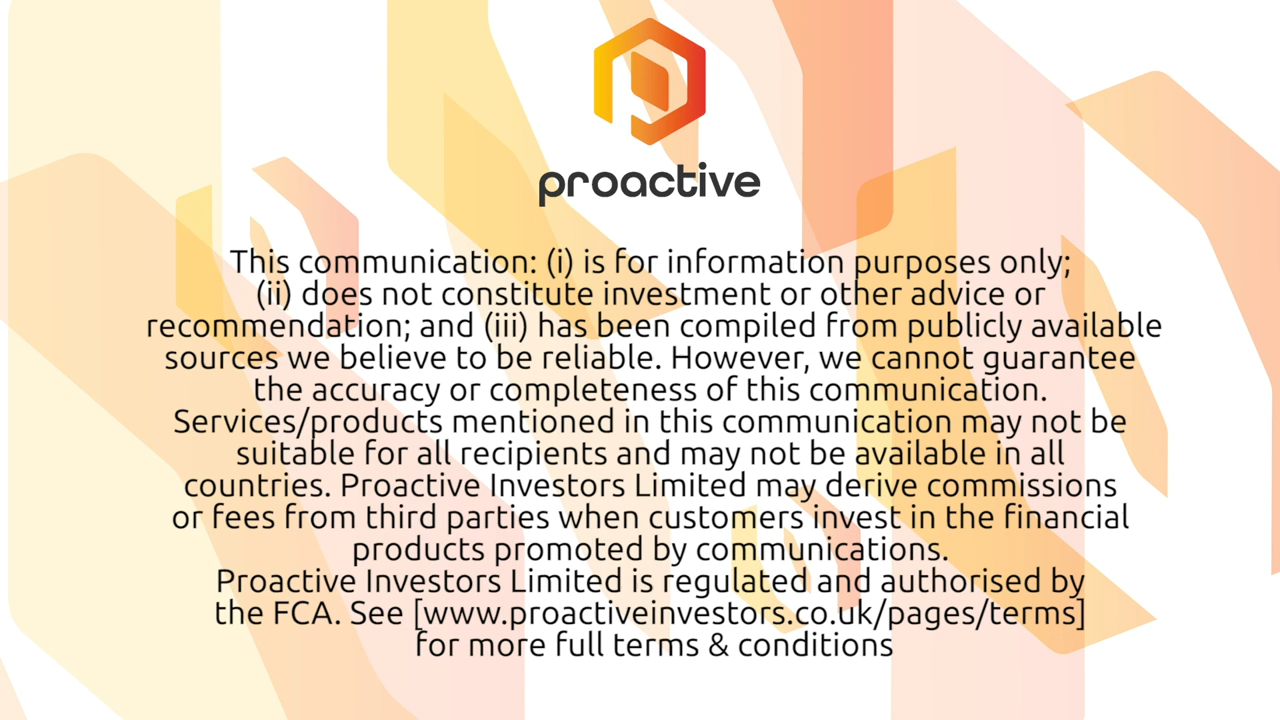 proactive
This communication: (i) is for information purposes only;
(ii) does not constitute investment or other advice or
recommendation; and (iii) has been compiled from publicly available
sources we believe to be reliable. However, we cannot guarantee
the accuracy or completeness of this communication.
Services/products mentioned in this communication may not be
suitable for all recipients and may not be available in all
countries. Proactive Investors Limited may derive commissions
or fees from third parties when customers invest in the financial
products promoted by communications.
Proactive Investors Limited is regulated and authorised by
the FCA. See [www.proactiveinvestors.co.uk/pages/terms]
for more full terms & conditions